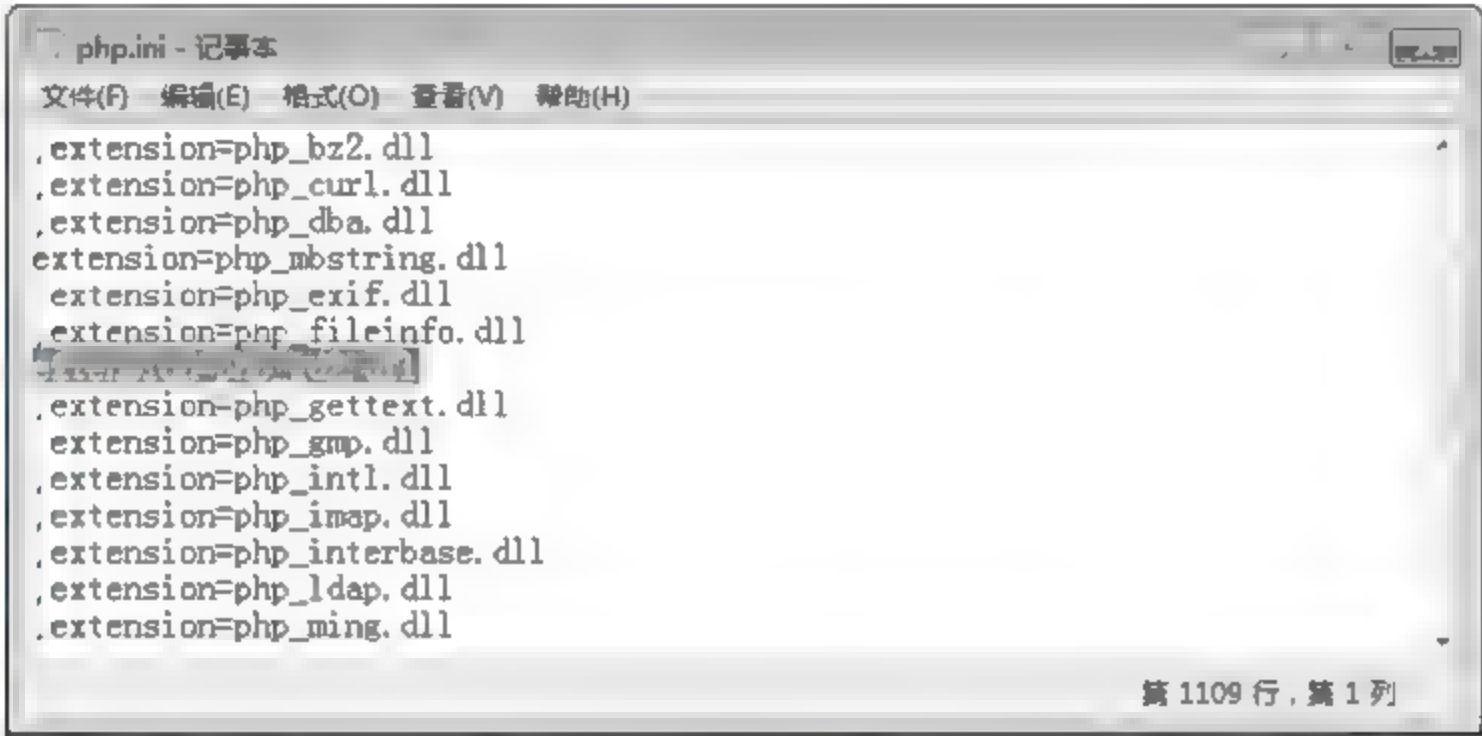 php.ini - 记事本
文件(F) 编辑(E) 格式(O) 查看(V) 帮助(H)
;extension=php_bz2.dll
;extension=php_curl.dll
;extension=php_dba.dll
extension=php_mbstring.dll
;extension=php_exif.dll
;extension=php_fileinfo.dll
;extension=php_gettext.dll
;extension=php_gmp.dll
;extension=php_intl.dll
;extension=php_imap.dll
;extension=php_interbase.dll
;extension=php_ldap.dll
;extension=php_ming.dll
第 1109 行,第 1 列